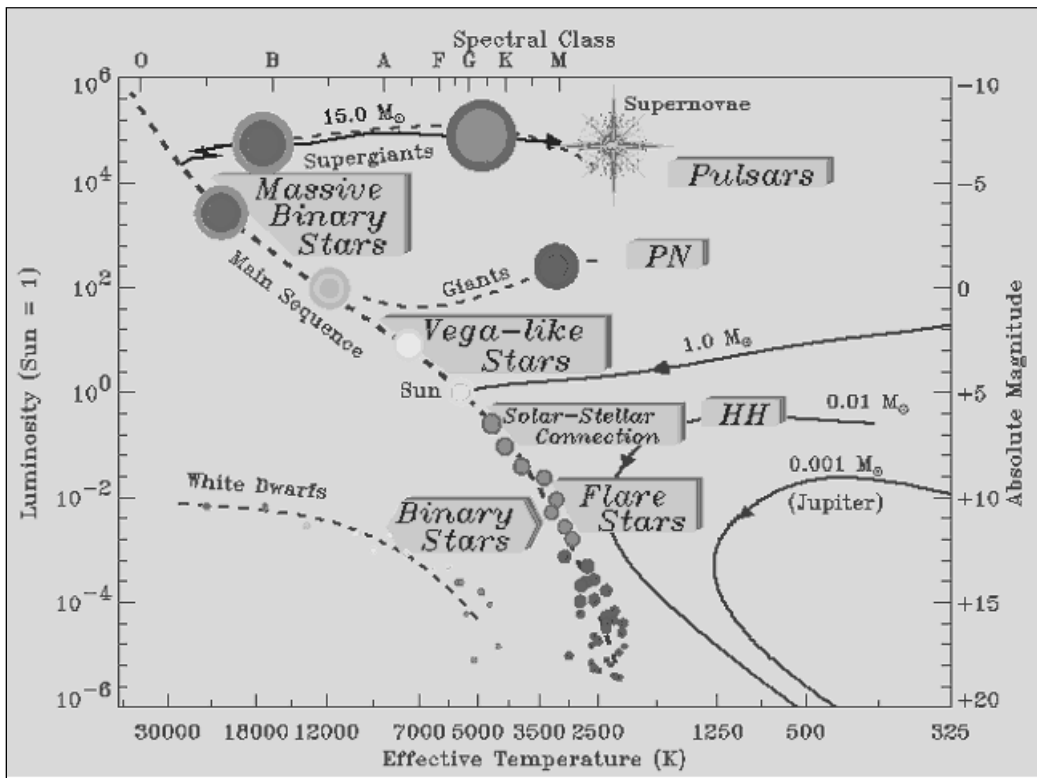 Spectral Class
O B A F G K M
10^6 -10
15.0 M☉
Supernovae
Supergiants
Pulsars
10^4 -5
Massive
Binary
Stars
PN
Main Sequence
Giants
10^2 0
Vega-like
Stars
1.0 M☉
Sun
10^0 +5
Solar-Stellar
Connection
HH
0.01 M☉
0.001 M☉
(Jupiter)
White Dwarfs
10^-2 +10
Binary
Stars
Flare
Stars
10^-4 +15
10^-6 +20
30000 18000 12000 7000 5000 3500 2500 1250 500 325
Effective Temperature (K)
Luminosity (Sun = 1)
Absolute Magnitude